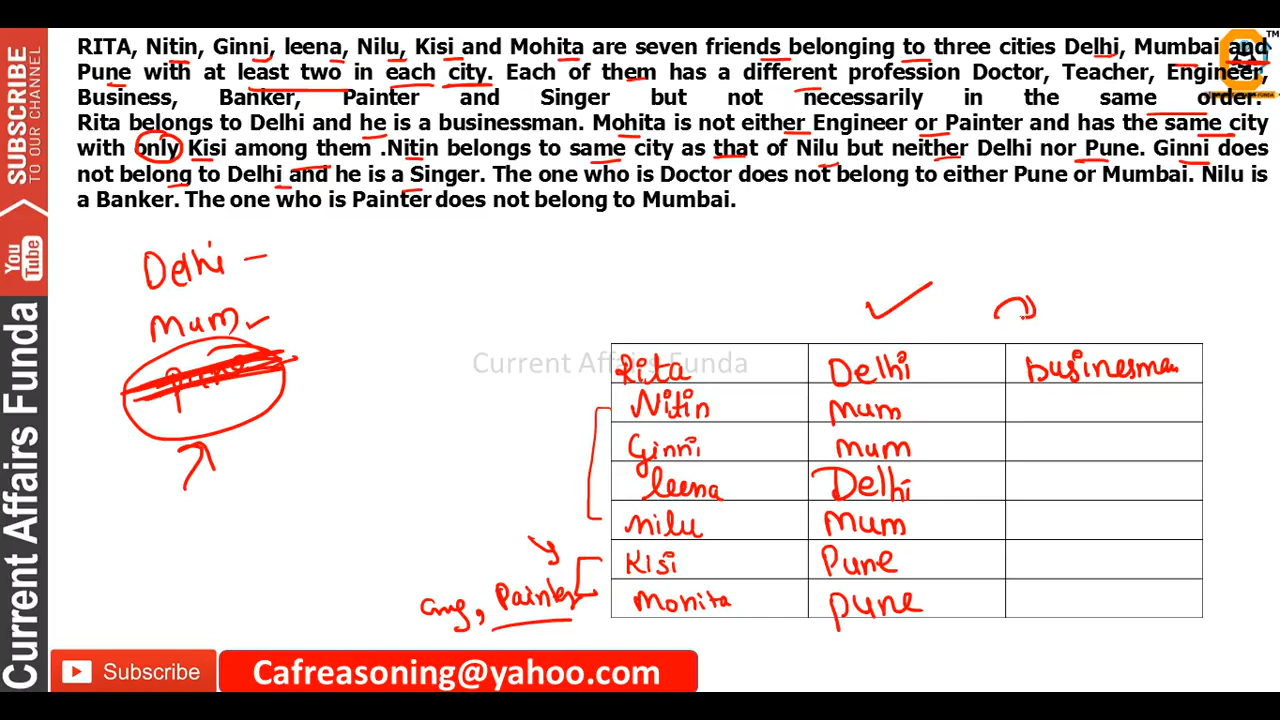 RITA, Nitin, Ginni, leena, Nilu, Kisi and Mohita are seven friends belonging to three cities Delhi, Mumbai and
Pune with at least two in each city. Each of them has a different profession Doctor, Teacher, Engineer,
Business, Banker, Painter and Singer but not necessarily in the same order.
Rita belongs to Delhi and he is a businessman. Mohita is not either Engineer or Painter and has the same city
with only Kisi among them .Nitin belongs to same city as that of Nilu but neither Delhi nor Pune. Ginni does
not belong to Delhi and he is a Singer. The one who is Doctor does not belong to either Pune or Mumbai. Nilu is
a Banker. The one who is Painter does not belong to Mumbai.
SUBSCRIBE
TO OUR CHANNEL
You
Tube
Current Affairs Funda
Delhi -
Mum
Pune
Current Affairs Funda
Rita Delhi businesman
Nitin Mum
Ginni Mum
leena Delhi
nilu Mum
Kisi Pune
Mohita Pune
eng, Painter
Subscribe
Cafreasoning@yahoo.com
TM